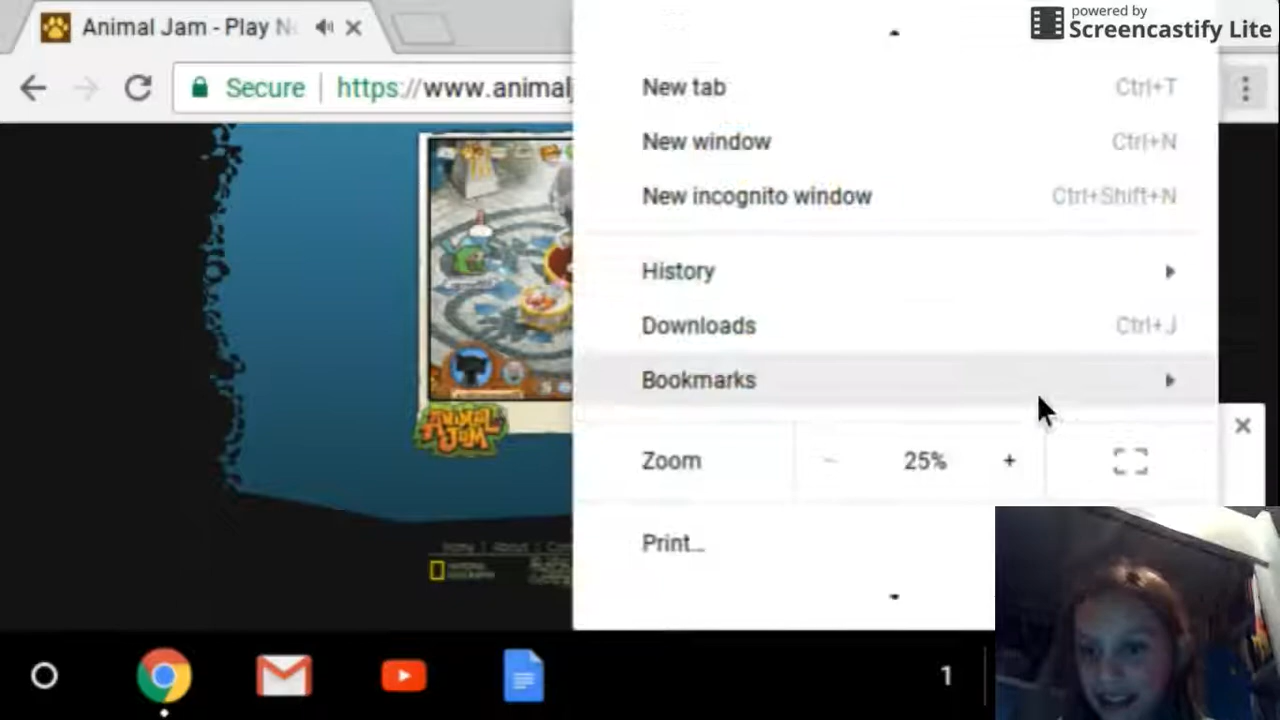 powered by
Screencastify Lite
Animal Jam - Play N
Secure
https://www.animal
New tab
Ctrl+T
New window
Ctrl+N
New incognito window
Ctrl+Shift+N
History
Downloads
Ctrl+J
Bookmarks
ANIMAL
JAM
Zoom
−
25%
+
Print...
1